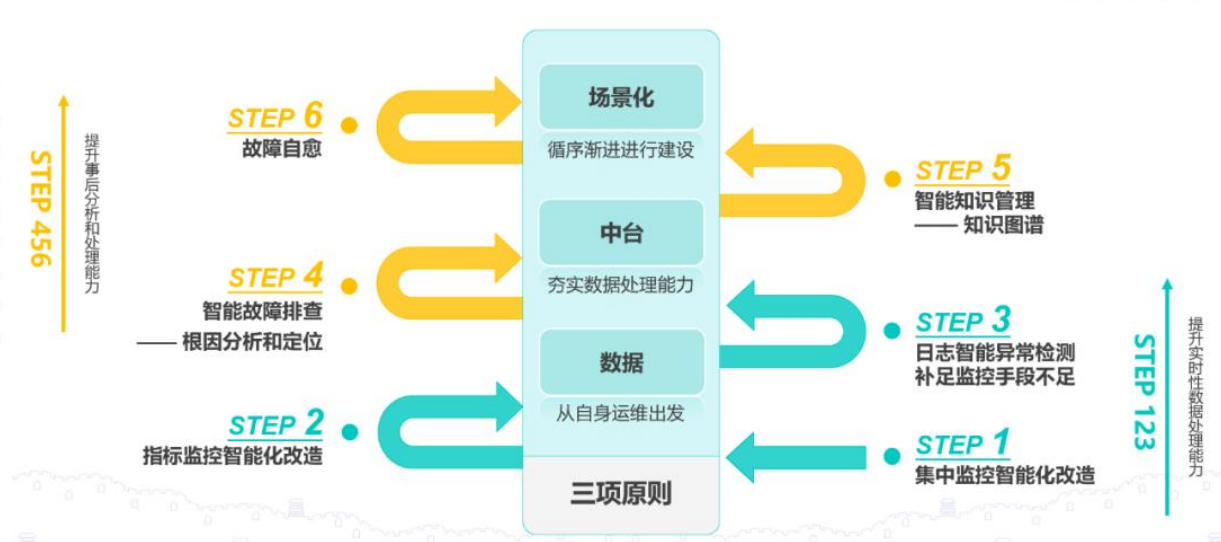 场景化
循序渐进进行建设
中台
夯实数据处理能力
数据
从自身运维出发
三项原则
STEP 6
故障自愈
STEP 4
智能故障排查
—— 根因分析和定位
STEP 2
指标监控智能化改造
STEP 5
智能知识管理
—— 知识图谱
STEP 3
日志智能异常检测
补足监控手段不足
STEP 1
集中监控智能化改造
STEP 456
提升事后分析和处理能力
STEP 123
提升实时性数据处理能力